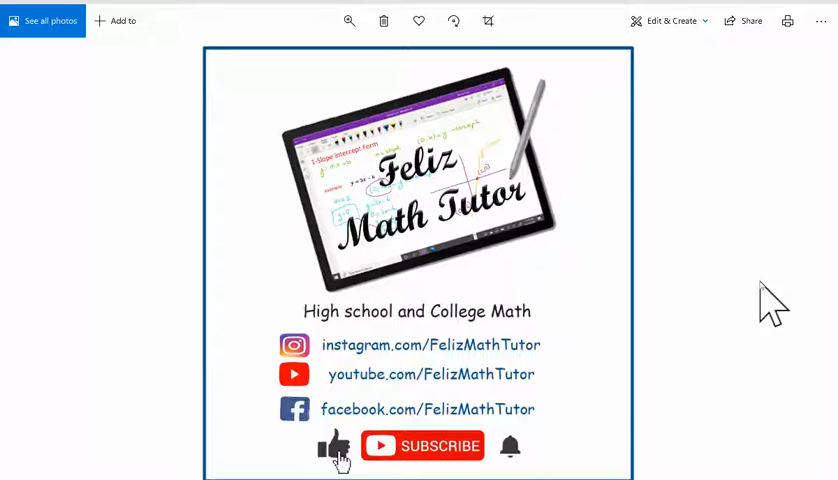 See all photos
Add to
Edit & Create
Share
1-Slope intercept Form
Feliz
Math Tutor
High school and College Math
instagram.com/FelizMathTutor
youtube.com/FelizMathTutor
facebook.com/FelizMathTutor
SUBSCRIBE